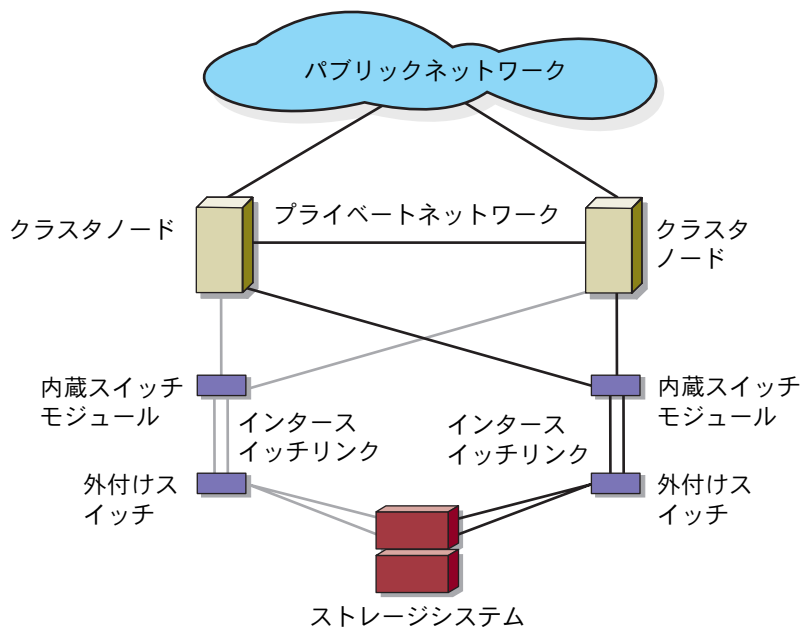 パブリックネットワーク
クラスタノード
プライベートネットワーク
クラスタ
ノード
内蔵スイッチ
モジュール
インタース
イッチリンク
インタース
イッチリンク
内蔵スイッチ
モジュール
外付けス
イッチ
外付けス
イッチ
ストレージシステム